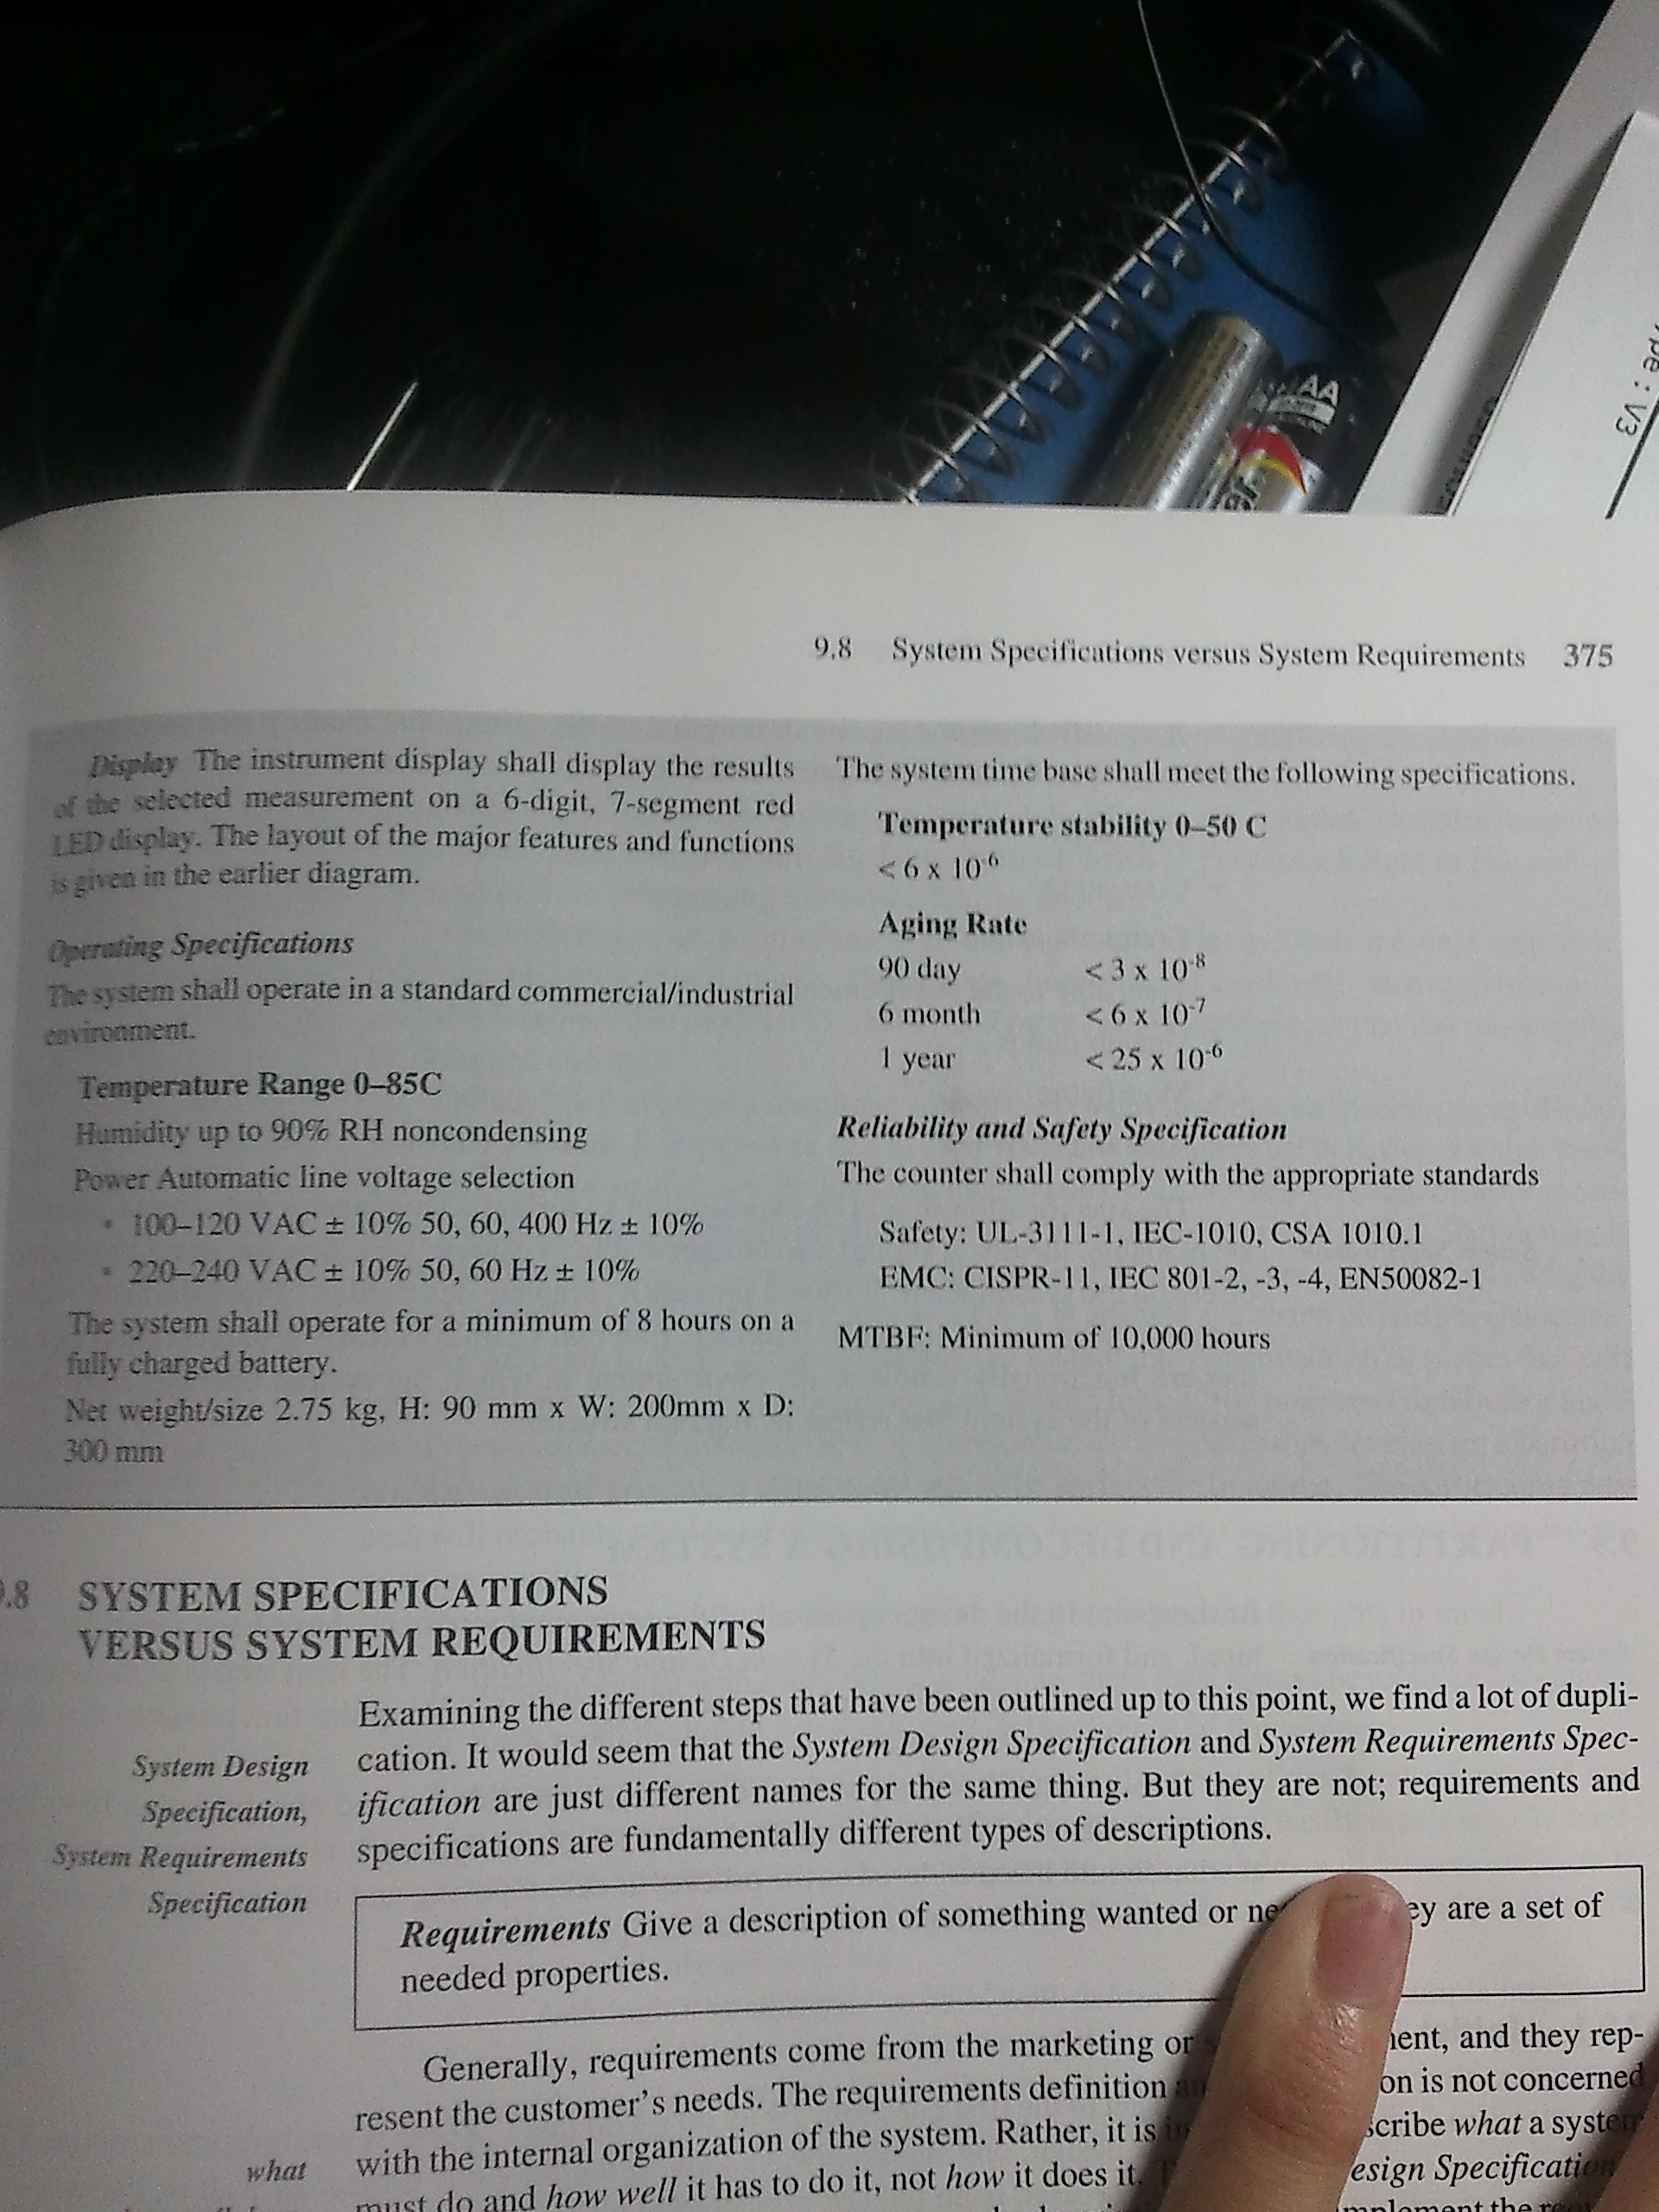 AA
: V3
9.8 System Specifications versus System Requirements 375
Display The instrument display shall display the results
of the selected measurement on a 6-digit, 7-segment red
LED display. The layout of the major features and functions
is given in the earlier diagram.
Operating Specifications
The system shall operate in a standard commercial/industrial
environment.
Temperature Range 0–85C
Humidity up to 90% RH noncondensing
Power Automatic line voltage selection
• 100–120 VAC ± 10% 50, 60, 400 Hz ± 10%
• 220–240 VAC ± 10% 50, 60 Hz ± 10%
The system shall operate for a minimum of 8 hours on a
fully charged battery.
Net weight/size 2.75 kg, H: 90 mm x W: 200mm x D:
300 mm
The system time base shall meet the following specifications.
Temperature stability 0–50 C
< 6 x 10⁻⁶
Aging Rate
90 day < 3 x 10⁻⁸
6 month < 6 x 10⁻⁷
1 year < 25 x 10⁻⁶
Reliability and Safety Specification
The counter shall comply with the appropriate standards
Safety: UL-3111-1, IEC-1010, CSA 1010.1
EMC: CISPR-11, IEC 801-2, -3, -4, EN50082-1
MTBF: Minimum of 10,000 hours
.8 SYSTEM SPECIFICATIONS
VERSUS SYSTEM REQUIREMENTS
Examining the different steps that have been outlined up to this point, we find a lot of dupli-
cation. It would seem that the System Design Specification and System Requirements Spec-
ification are just different names for the same thing. But they are not; requirements and
specifications are fundamentally different types of descriptions.
System Design
Specification,
System Requirements
Specification
Requirements Give a description of something wanted or ne ey are a set of
needed properties.
Generally, requirements come from the marketing or ent, and they rep-
resent the customer's needs. The requirements definition on is not concerned
with the internal organization of the system. Rather, it is scribe what a system
what
must do and how well it has to do it, not how it does it. esign Specification